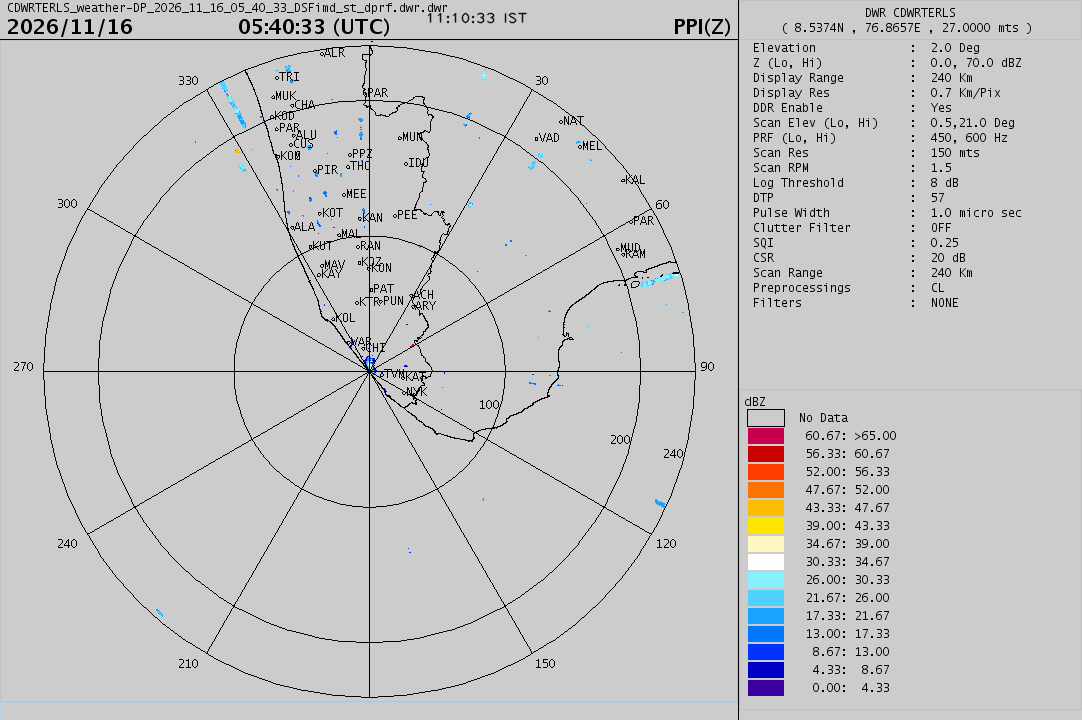 CDWRTERLS_weather-DP_2026_11_16_05_40_33_DSFimd_st_dprf.dwr.dwr
11:10:33 IST
2026/11/16 05:40:33 (UTC) PPI(Z)
DWR CDWRTERLS
( 8.5374N , 76.8657E , 27.0000 mts )
Elevation : 2.0 Deg
Z (Lo, Hi) : 0.0, 70.0 dBZ
Display Range : 240 Km
Display Res : 0.7 Km/Pix
DDR Enable : Yes
Scan Elev (Lo, Hi) : 0.5,21.0 Deg
PRF (Lo, Hi) : 450, 600 Hz
Scan Res : 150 mts
Scan RPM : 1.5
Log Threshold : 8 dB
DTP : 57
Pulse Width : 1.0 micro sec
Clutter Filter : OFF
SQI : 0.25
CSR : 20 dB
Scan Range : 240 Km
Preprocessings : CL
Filters : NONE
dBZ
No Data
60.67: >65.00
56.33: 60.67
52.00: 56.33
47.67: 52.00
43.33: 47.67
39.00: 43.33
34.67: 39.00
30.33: 34.67
26.00: 30.33
21.67: 26.00
17.33: 21.67
13.00: 17.33
8.67: 13.00
4.33: 8.67
0.00: 4.33
ALR
330
TRI
30
PAR
MUK
CHA
KOD
NAT
PAR
ALU
MUN
VAD
CUS
MEL
KOM
PPZ
THO
IDU
PIR
KAL
MEE
300
60
KOT
KAN
PEE
PAR
ALA
MAL
KUT
RAN
MUD
RAM
MAV
KOZ
KON
KAY
PAT
ACH
KTR
PUN
ARY
KOL
VAR
CHI
270
90
TVM
KAT
NYK
100
200
240
240
120
210
150